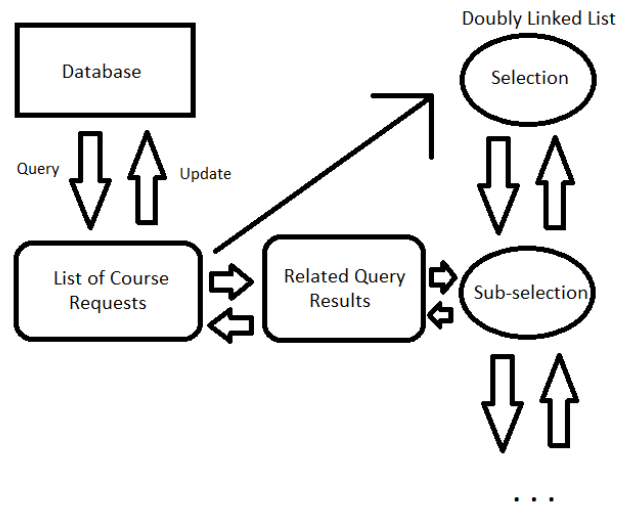 Doubly Linked List
Database
Selection
Query
Update
List of Course
Requests
Related Query
Results
Sub-selection
. . .